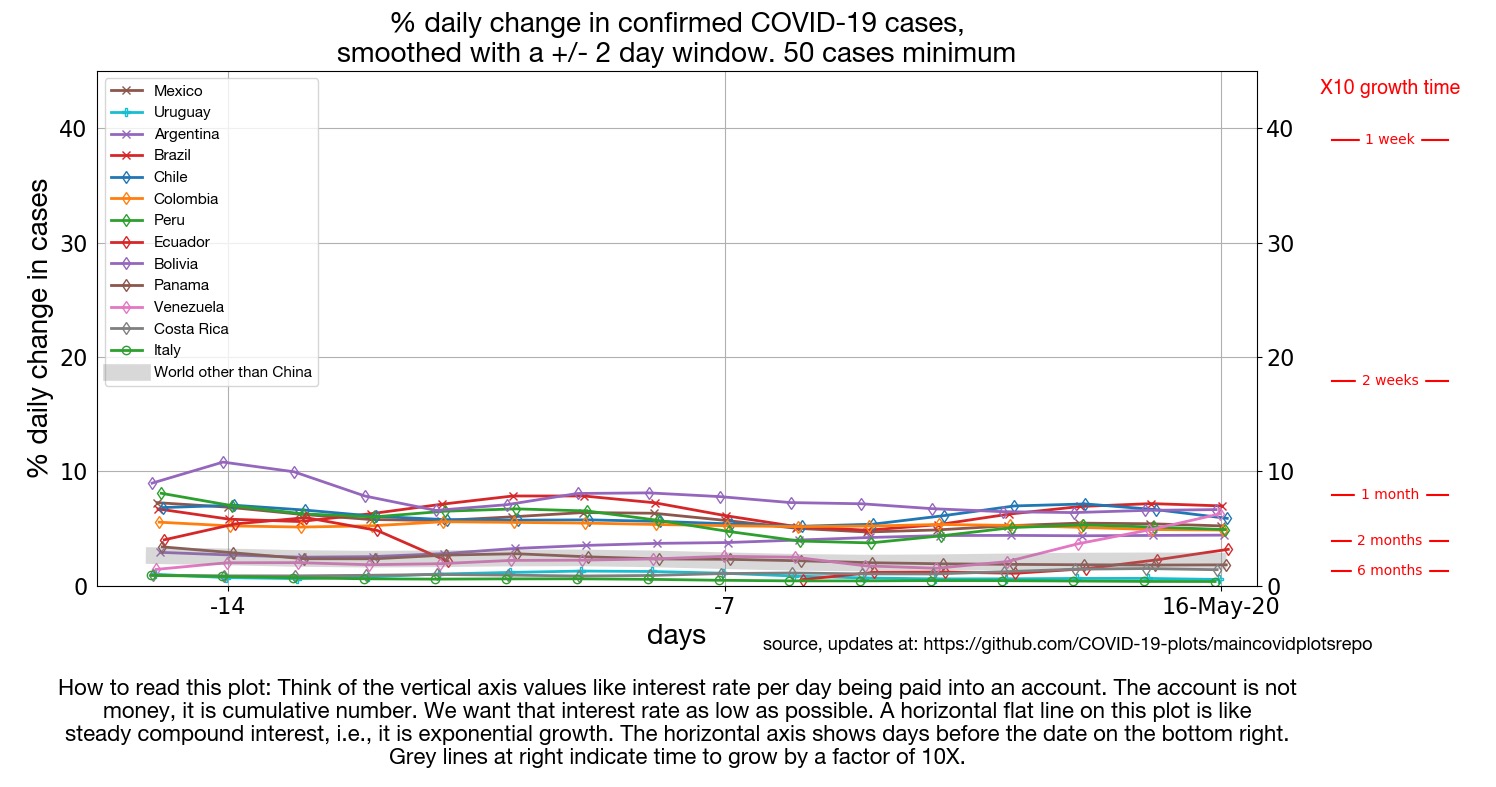 % daily change in confirmed COVID-19 cases,
smoothed with a +/- 2 day window. 50 cases minimum
X10 growth time
Mexico
Uruguay
Argentina
Brazil
Chile
Colombia
Peru
Ecuador
Bolivia
Panama
Venezuela
Costa Rica
Italy
World other than China
% daily change in cases
40
30
20
10
0
40
30
20
10
0
1 week
2 weeks
1 month
2 months
6 months
-14
-7
16-May-20
days
source, updates at: https://github.com/COVID-19-plots/maincovidplotsrepo
How to read this plot: Think of the vertical axis values like interest rate per day being paid into an account. The account is not
money, it is cumulative number. We want that interest rate as low as possible. A horizontal flat line on this plot is like
steady compound interest, i.e., it is exponential growth. The horizontal axis shows days before the date on the bottom right.
Grey lines at right indicate time to grow by a factor of 10X.